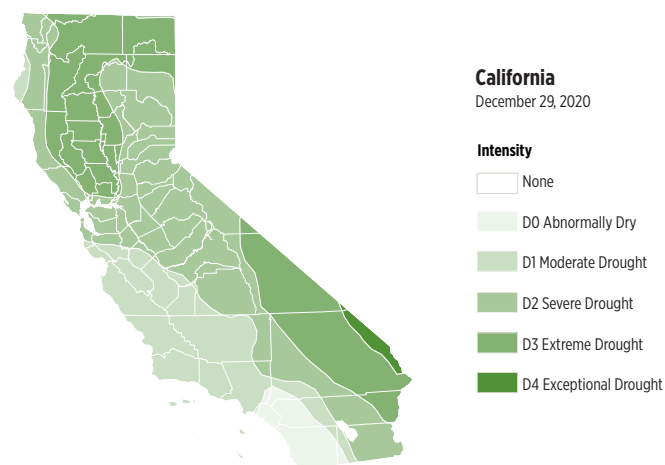 California
December 29, 2020
Intensity
None
D0 Abnormally Dry
D1 Moderate Drought
D2 Severe Drought
D3 Extreme Drought
D4 Exceptional Drought